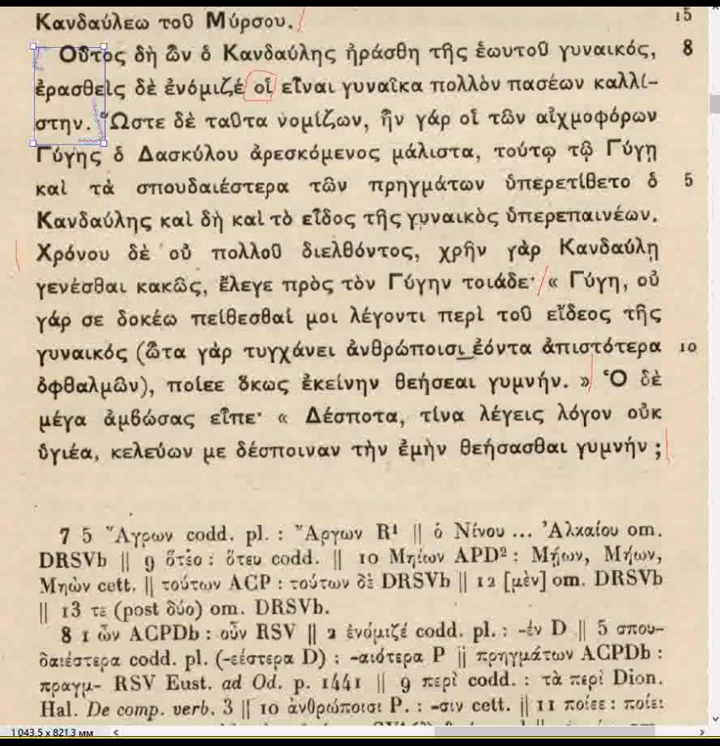 Κανδαύλεω τοῦ Μύρσου. 15
Οὗτος δὴ ὦν ὁ Κανδαύλης ἠράσθη τῆς ἑωυτοῦ γυναικός, 8
ἐρασθεὶς δὲ ἐνόμιζέ οἱ εἶναι γυναῖκα πολλὸν πασέων καλλί-
στην. Ὥστε δὲ ταῦτα νομίζων, ἦν γάρ οἱ τῶν αἰχμοφόρων
Γύγης ὁ Δασκύλου ἀρεσκόμενος μάλιστα, τούτῳ τῷ Γύγῃ
καὶ τὰ σπουδαιέστερα τῶν πρηγμάτων ὑπερετίθετο ὁ 5
Κανδαύλης καὶ δὴ καὶ τὸ εἶδος τῆς γυναικὸς ὑπερεπαινέων.
Χρόνου δὲ οὐ πολλοῦ διελθόντος, χρῆν γὰρ Κανδαύλῃ
γενέσθαι κακῶς, ἔλεγε πρὸς τὸν Γύγην τοιάδε· « Γύγη, οὐ
γάρ σε δοκέω πείθεσθαί μοι λέγοντι περὶ τοῦ εἴδεος τῆς
γυναικός (ὦτα γὰρ τυγχάνει ἀνθρώποισι ἐόντα ἀπιστότερα 10
ὀφθαλμῶν), ποίεε ὅκως ἐκείνην θεήσεαι γυμνήν. » Ὁ δὲ
μέγα ἀμβώσας εἶπε· « Δέσποτα, τίνα λέγεις λόγον οὐκ
ὑγιέα, κελεύων με δέσποιναν τὴν ἐμὴν θεήσασθαι γυμνήν ;
7 5 Ἄγρων codd. pl. : Ἄργων R¹ || ὁ Νίνου ... Ἀλκαίου om.
DRSVb || 9 ὅτεο : ὅτευ codd. || 10 Μηίων APD² : Μήων, Μήων,
Μηὼν cett. || τούτων ACP : τούτων δὲ DRSVb || 12 [μὲν] om. DRSVb
|| 13 τε (post δύο) om. DRSVb.
8 1 ὦν ACPDb : οὖν RSV || 2 ἐνόμιζέ codd. pl. : -έν D || 5 σπου-
δαιέστερα codd. pl. (-εέστερα D) : -αιότερα P || πρηγμάτων ACPDb :
πραγμ- RSV Eust. ad Od. p. 1441 || 9 περὶ codd. : τὰ περὶ Dion.
Hal. De comp. verb. 3 || 10 ἀνθρώποισι P. : -σιν cett. || 11 ποίεε : ποίει
1043.5 x 821.3 мм